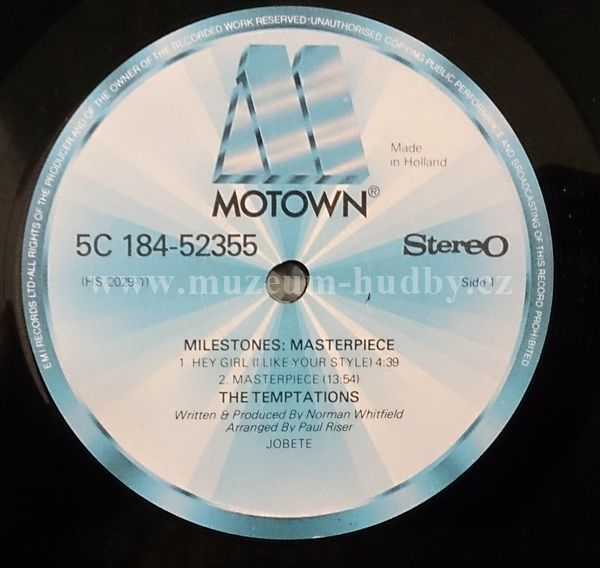 EMI RECORDS LTD·ALL RIGHTS OF THE PRODUCER AND OF THE OWNER OF THE RECORDED WORK RESERVED·UNAUTHORISED COPYING PUBLIC PERFORMANCE AND BROADCASTING OF THIS RECORD PROHIBITED
M
MOTOWN®
Made
in Holland
5C 184-52355
Stereo
(HS-2029-1)
Side 1
www.muzeum-hudby.cz
MILESTONES: MASTERPIECE
1. HEY GIRL (I LIKE YOUR STYLE) 4:39
2. MASTERPIECE (13:54)
THE TEMPTATIONS
Written & Produced By Norman Whitfield
Arranged By Paul Riser
JOBETE